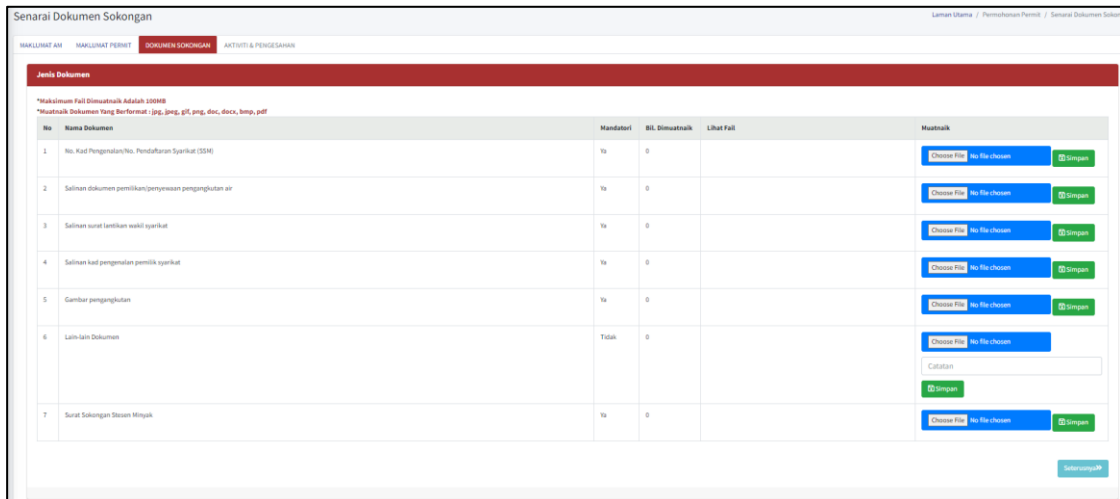 Senarai Dokumen Sokongan
Laman Utama / Permohonan Permit / Senarai Dokumen Sokon
MAKLUMAT AM MAKLUMAT PERMIT DOKUMEN SOKONGAN AKTIVITI & PENGESAHAN
Jenis Dokumen
*Maksimum Fail Dimuatnaik Adalah 100MB
*Muatnaik Dokumen Yang Berformat : jpg, jpeg, gif, png, doc, docx, bmp, pdf
No Nama Dokumen Mandatori Bil. Dimuatnaik Lihat Fail Muatnaik
1 No. Kad Pengenalan/No. Pendaftaran Syarikat (SSM) Ya 0 Choose File No file chosen Simpan
2 Salinan dokumen pemilikan/penyewaan pengangkutan air Ya 0 Choose File No file chosen Simpan
3 Salinan surat lantikan wakil syarikat Ya 0 Choose File No file chosen Simpan
4 Salinan kad pengenalan pemilik syarikat Ya 0 Choose File No file chosen Simpan
5 Gambar pengangkutan Ya 0 Choose File No file chosen Simpan
6 Lain-lain Dokumen Tidak 0 Choose File No file chosen
Catatan
Simpan
7 Surat Sokongan Stesen Minyak Ya 0 Choose File No file chosen Simpan
Seterusnya»